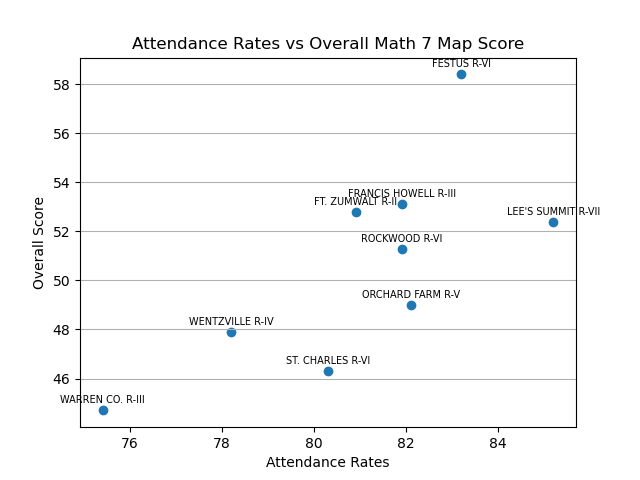 Attendance Rates vs Overall Math 7 Map Score
FESTUS R-VI
58
56
54
FRANCIS HOWELL R-III
FT. ZUMWALT R-II
LEE'S SUMMIT R-VII
52
ROCKWOOD R-VI
Overall Score
50
ORCHARD FARM R-V
WENTZVILLE R-IV
48
ST. CHARLES R-VI
46
WARREN CO. R-III
76 78 80 82 84
Attendance Rates